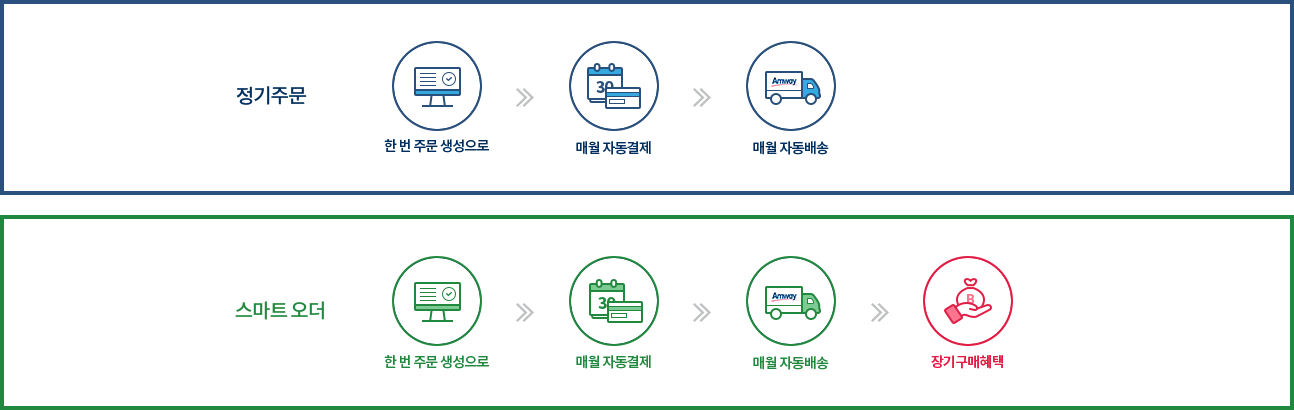 정기주문
30
Amway
한 번 주문 생성으로
매월 자동결제
매월 자동배송
스마트 오더
30
Amway
B
한 번 주문 생성으로
매월 자동결제
매월 자동배송
장기구매혜택